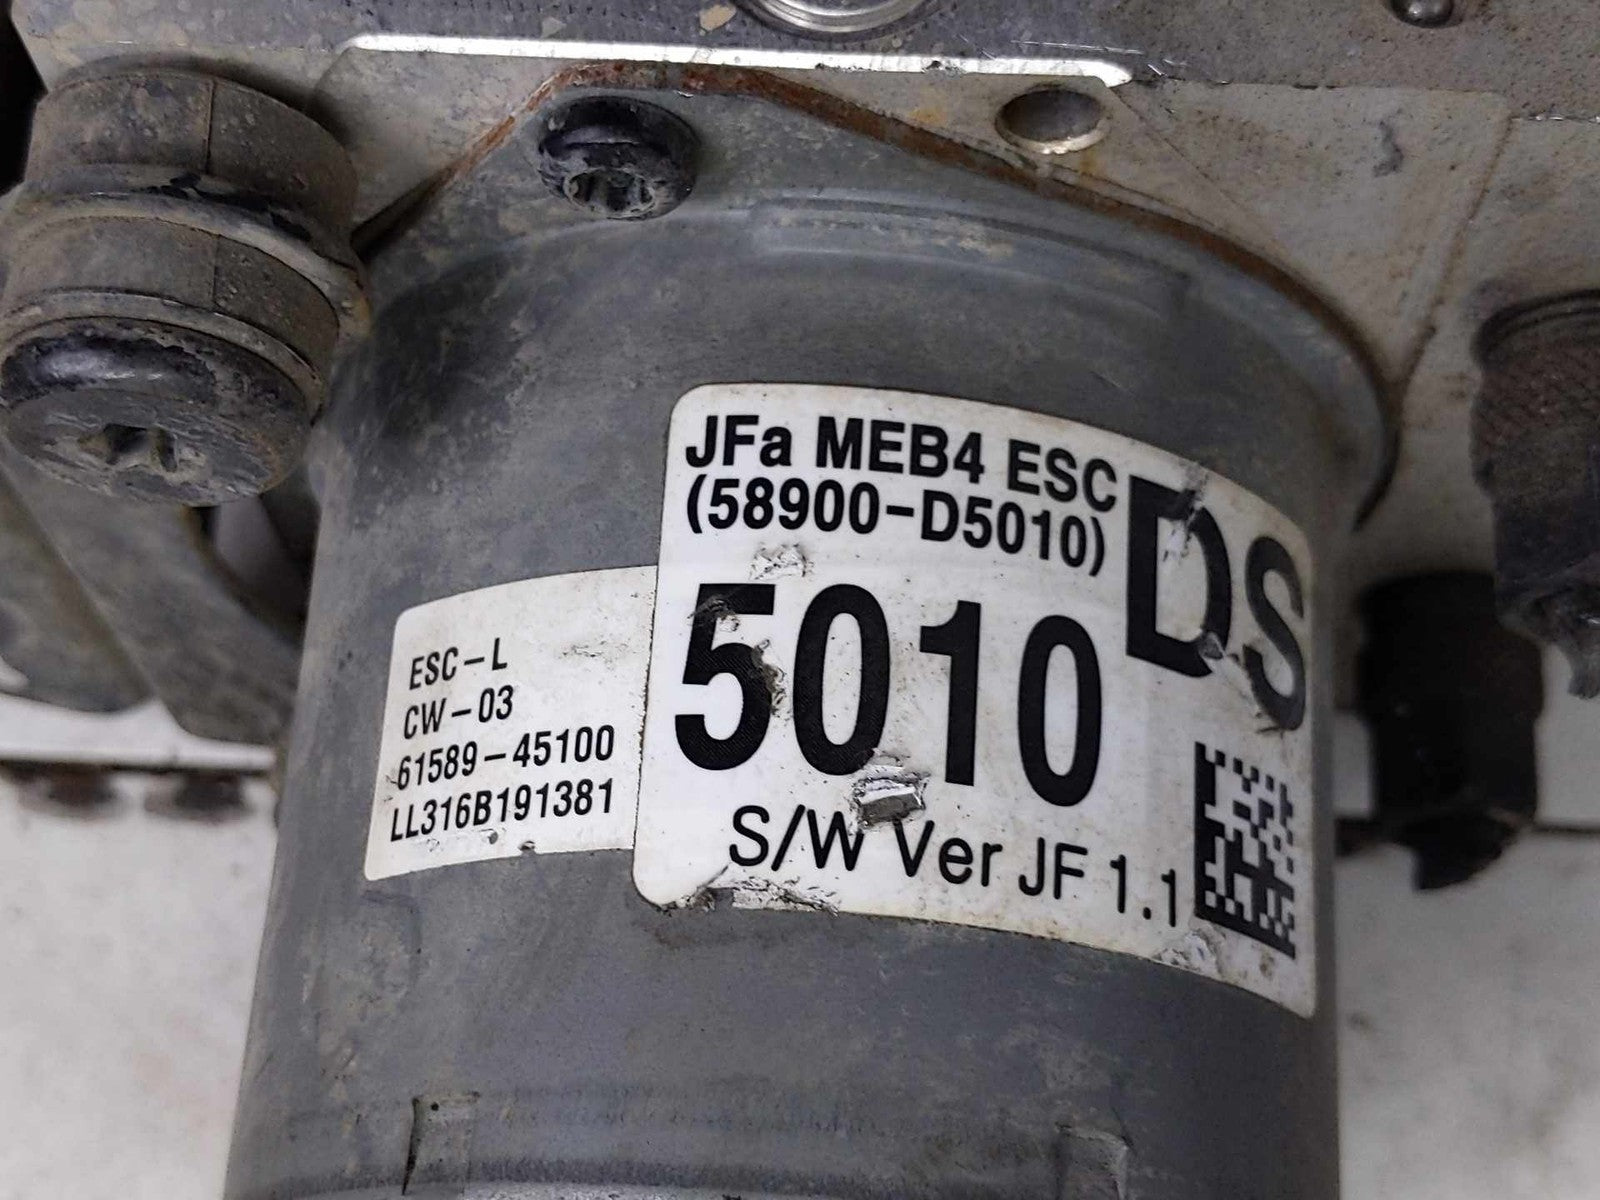 JFa MEB4 ESC
(58900-D5010)
DS
5010
S/W Ver JF 1.1
ESC-L
CW-03
61589-45100
LL316B191381